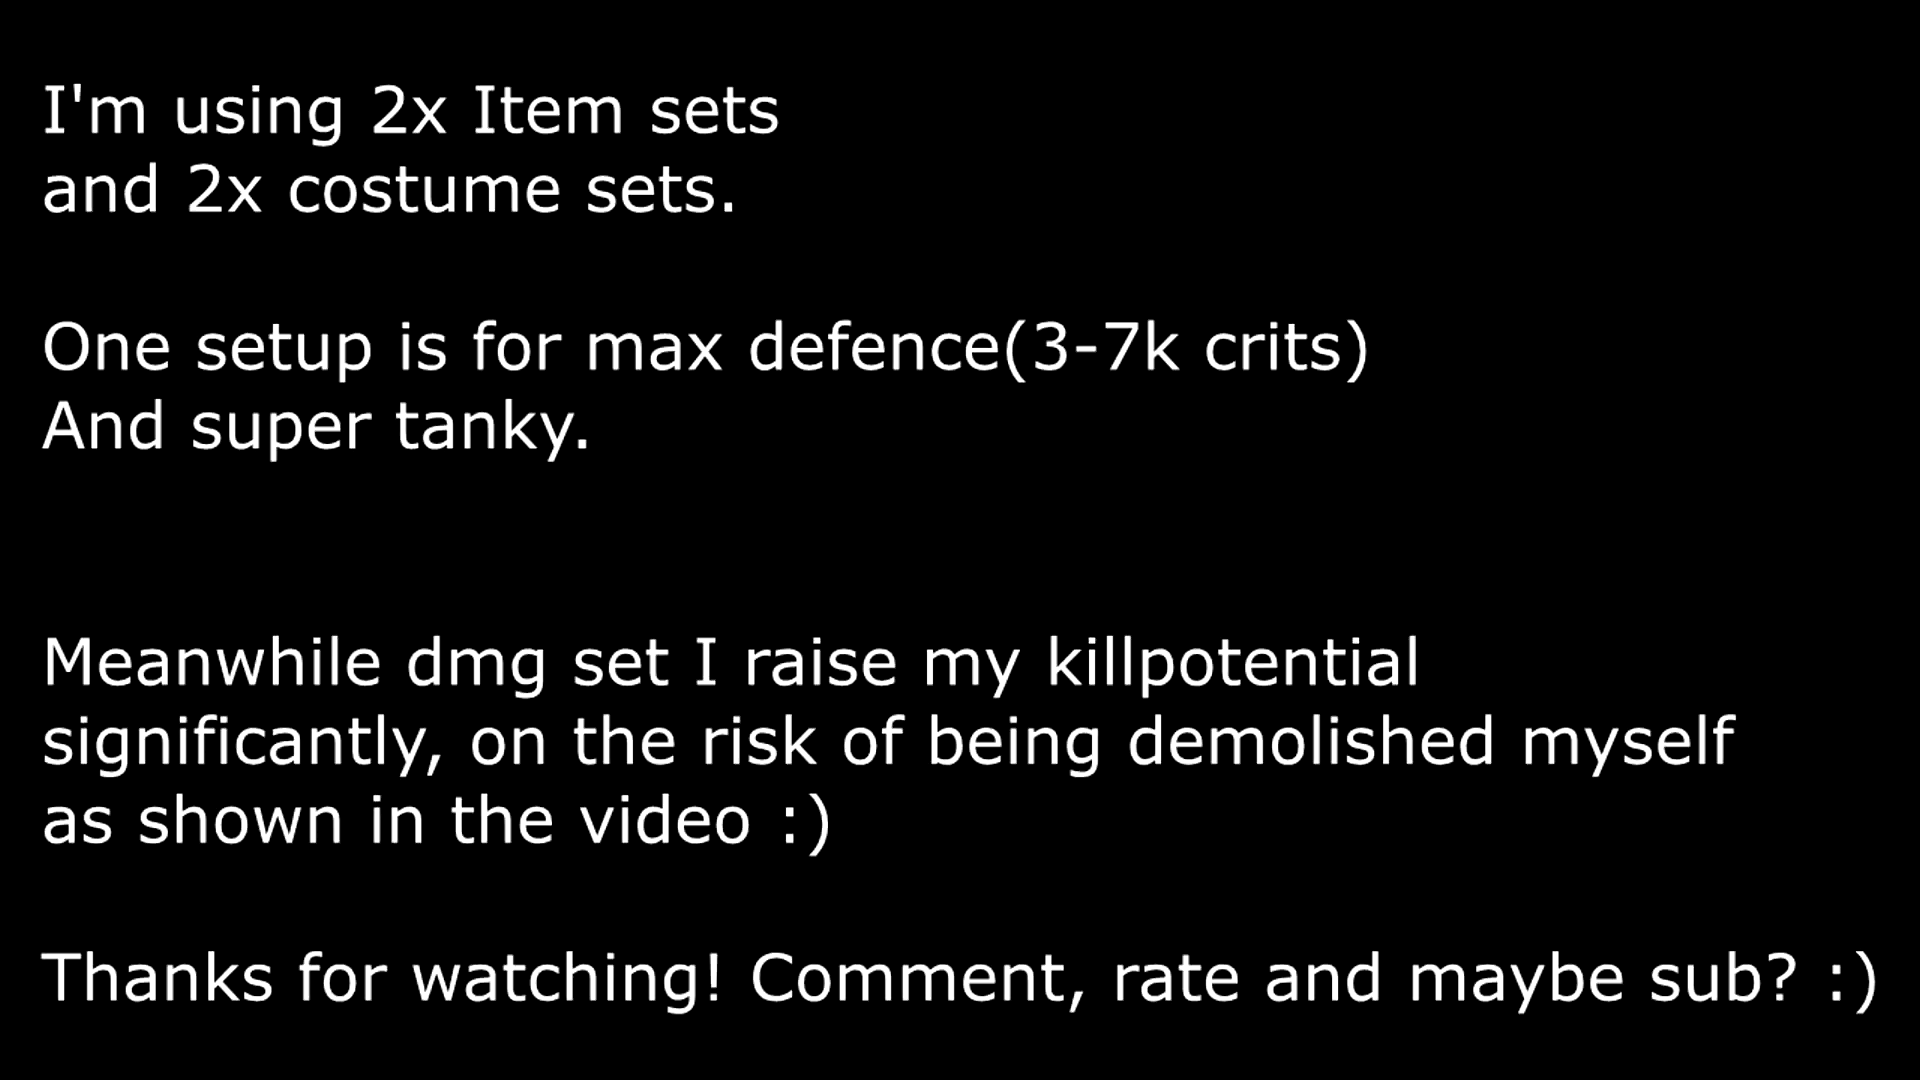 I'm using 2x Item sets
and 2x costume sets.
One setup is for max defence(3-7k crits)
And super tanky.
Meanwhile dmg set I raise my killpotential
significantly, on the risk of being demolished myself
as shown in the video :)
Thanks for watching! Comment, rate and maybe sub? :)